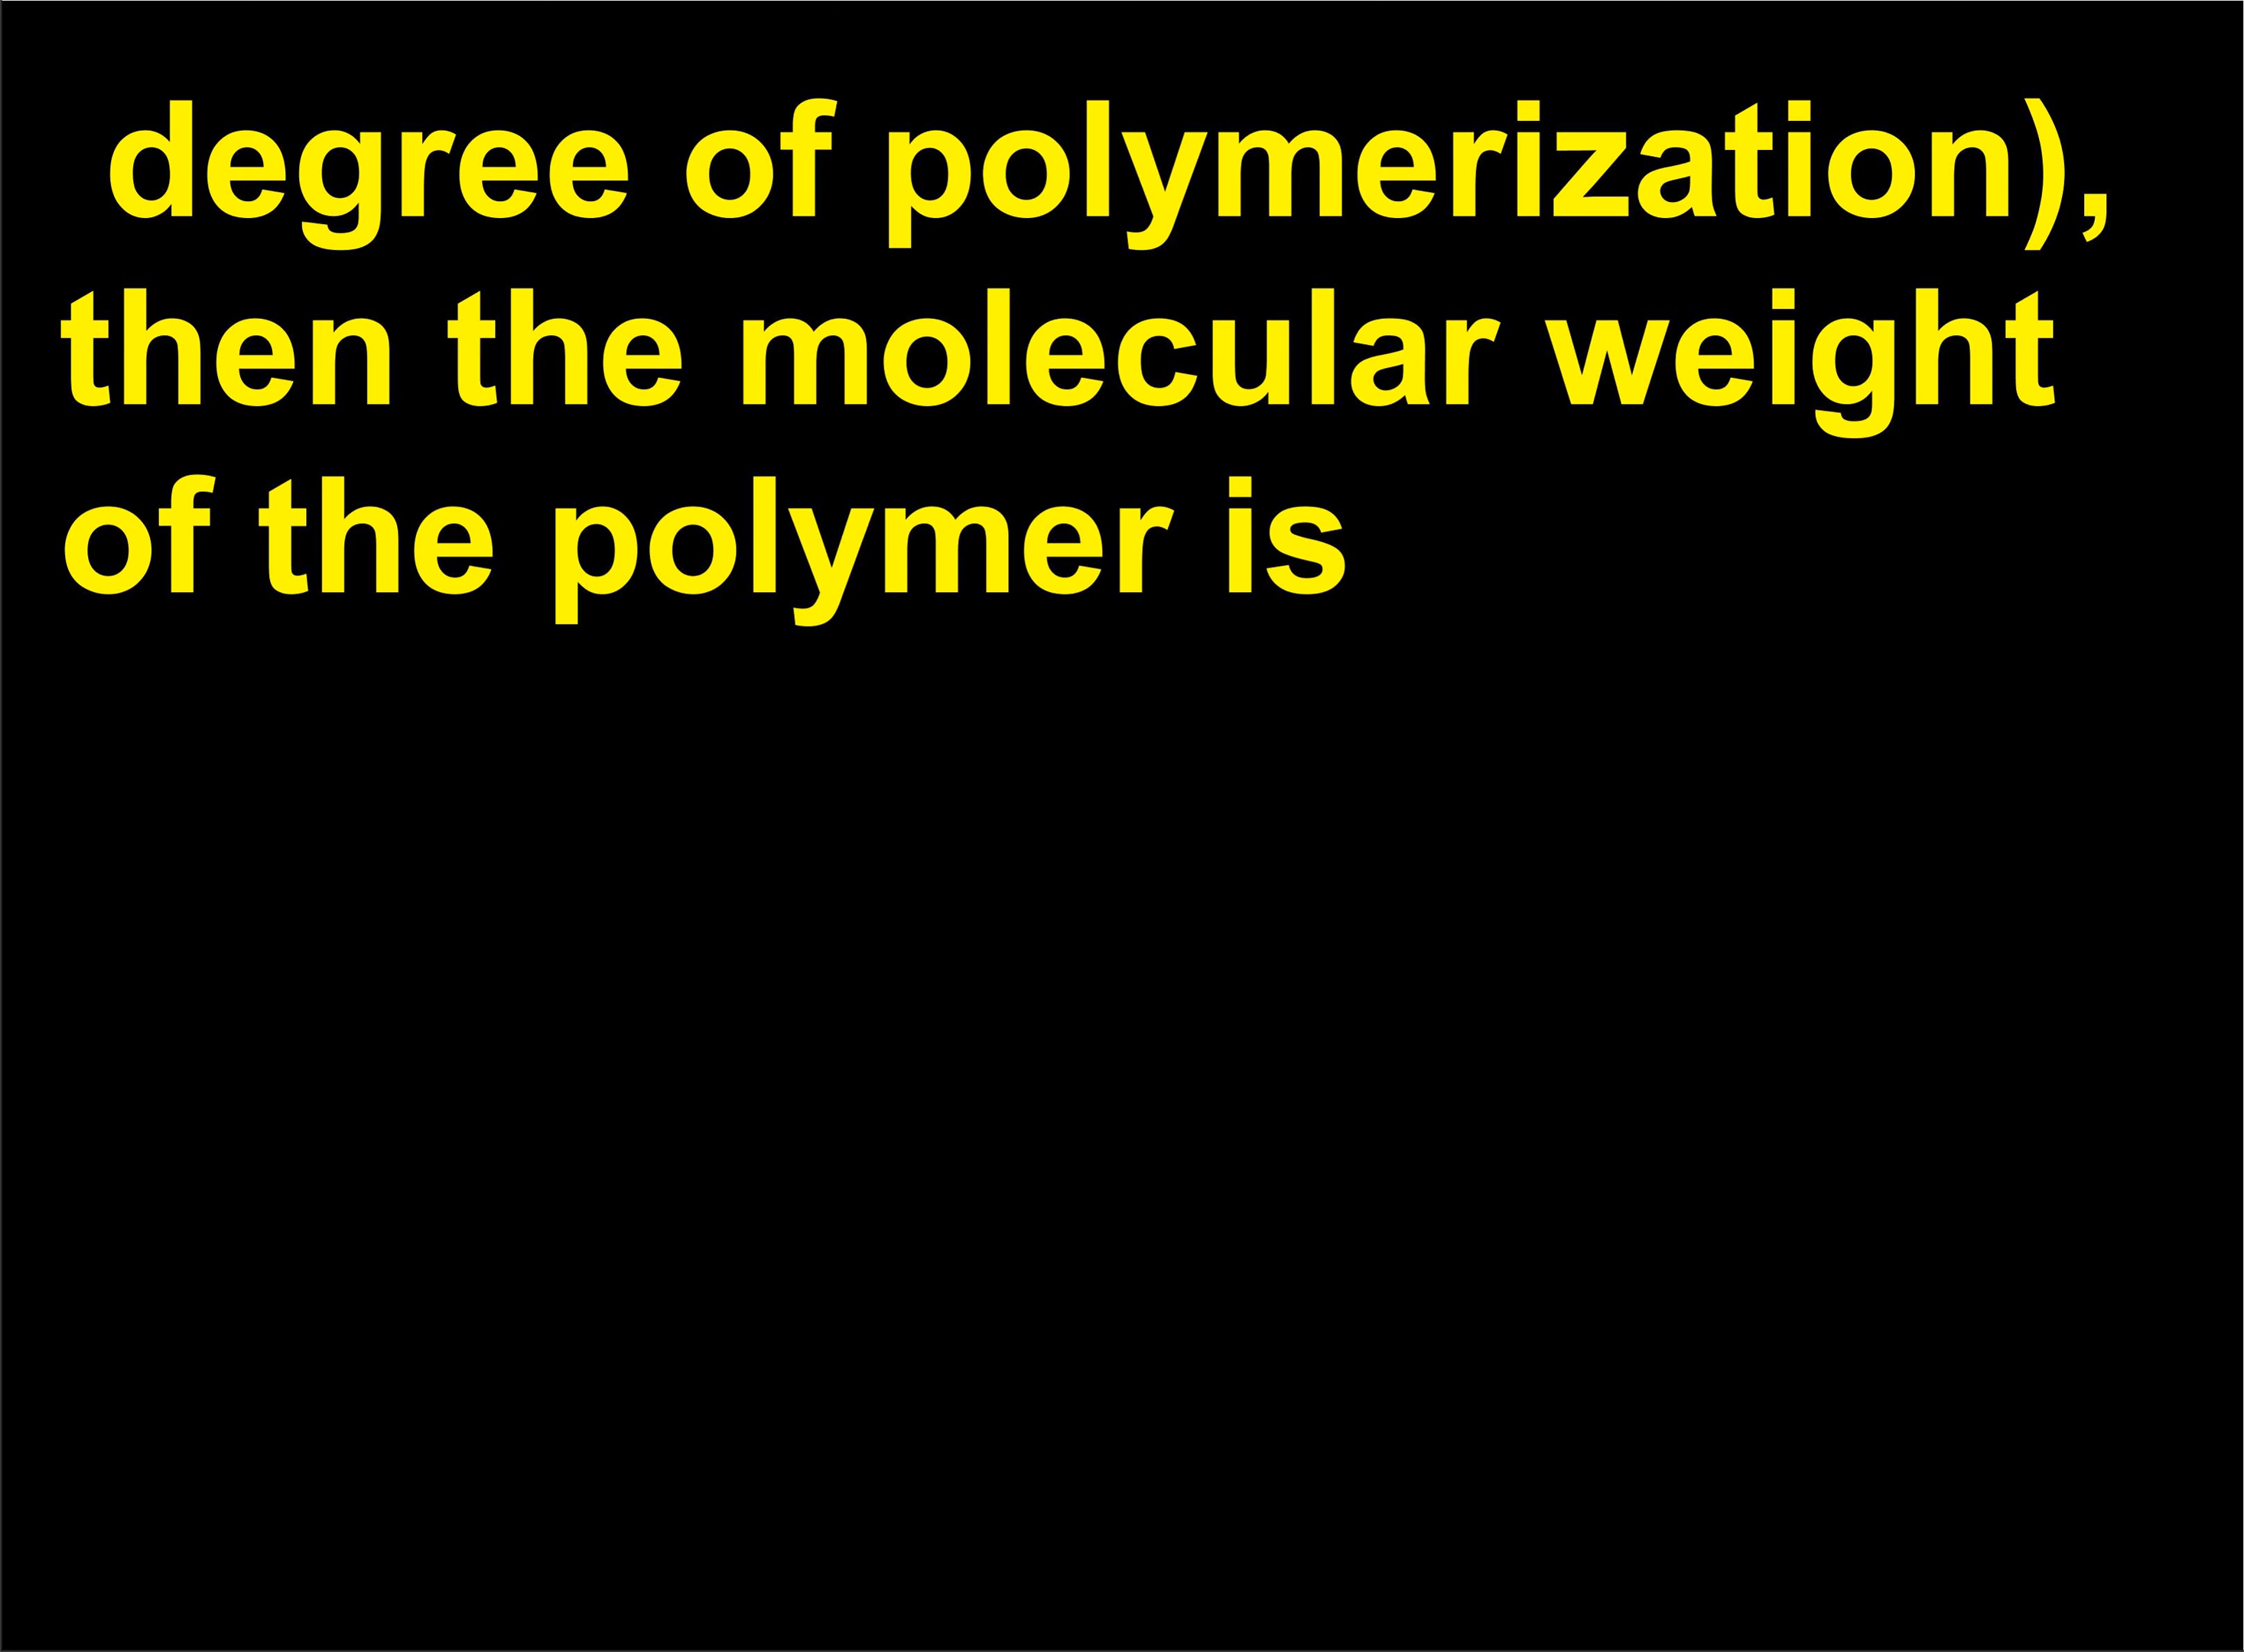 degree of polymerization),
then the molecular weight
of the polymer is